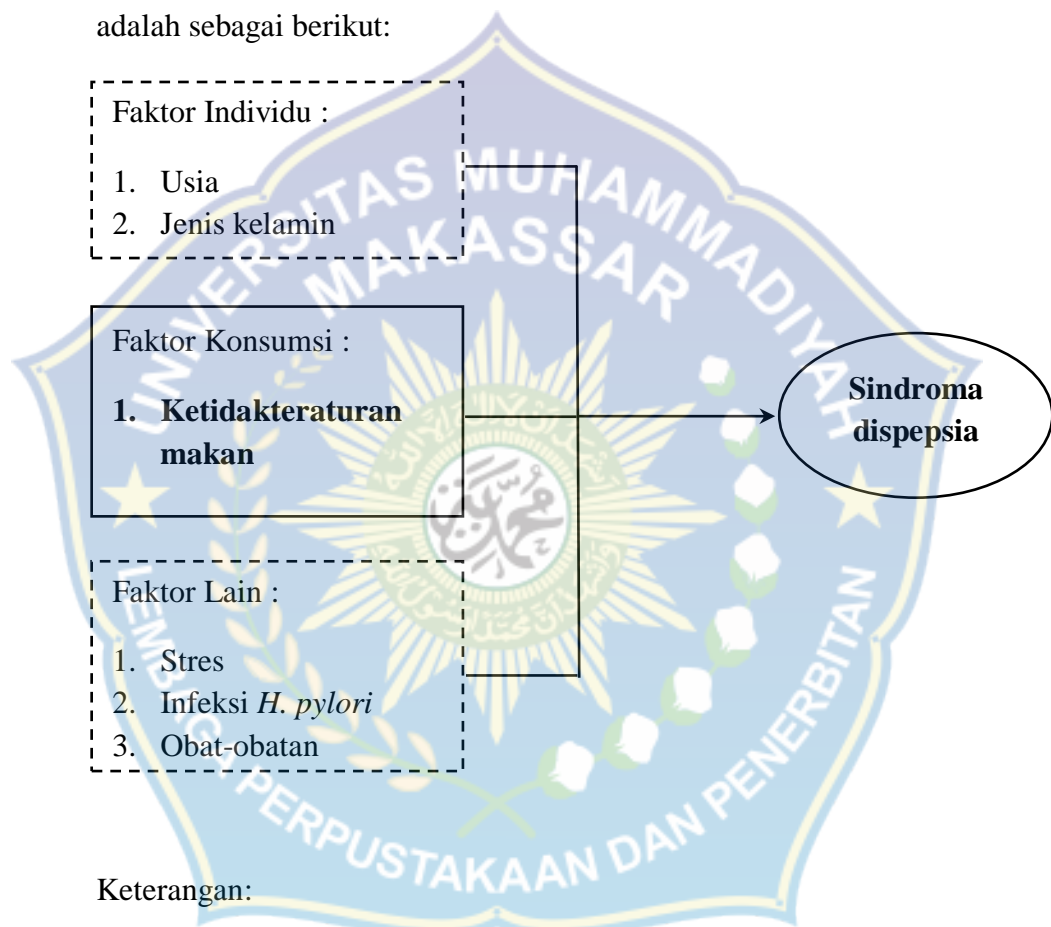 adalah sebagai berikut:
Faktor Individu :
1. Usia
2. Jenis kelamin
Faktor Konsumsi :
1. Ketidakteraturan
makan
Sindroma
dispepsia
Faktor Lain :
1. Stres
2. Infeksi H. pylori
3. Obat-obatan
Keterangan:
UNIVERSITAS MUHAMMADIYAH
MAKASSAR
LEMBAGA PERPUSTAKAAN DAN PENERBITAN